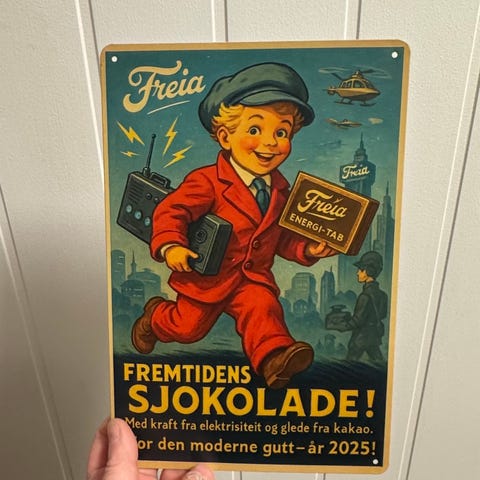 Freia
Freia
Freia
ENERGI-TAB
FREMTIDENS
SJOKOLADE!
Med kraft fra elektrisiteit og glede fra kakao.
for den moderne gutt – år 2025!